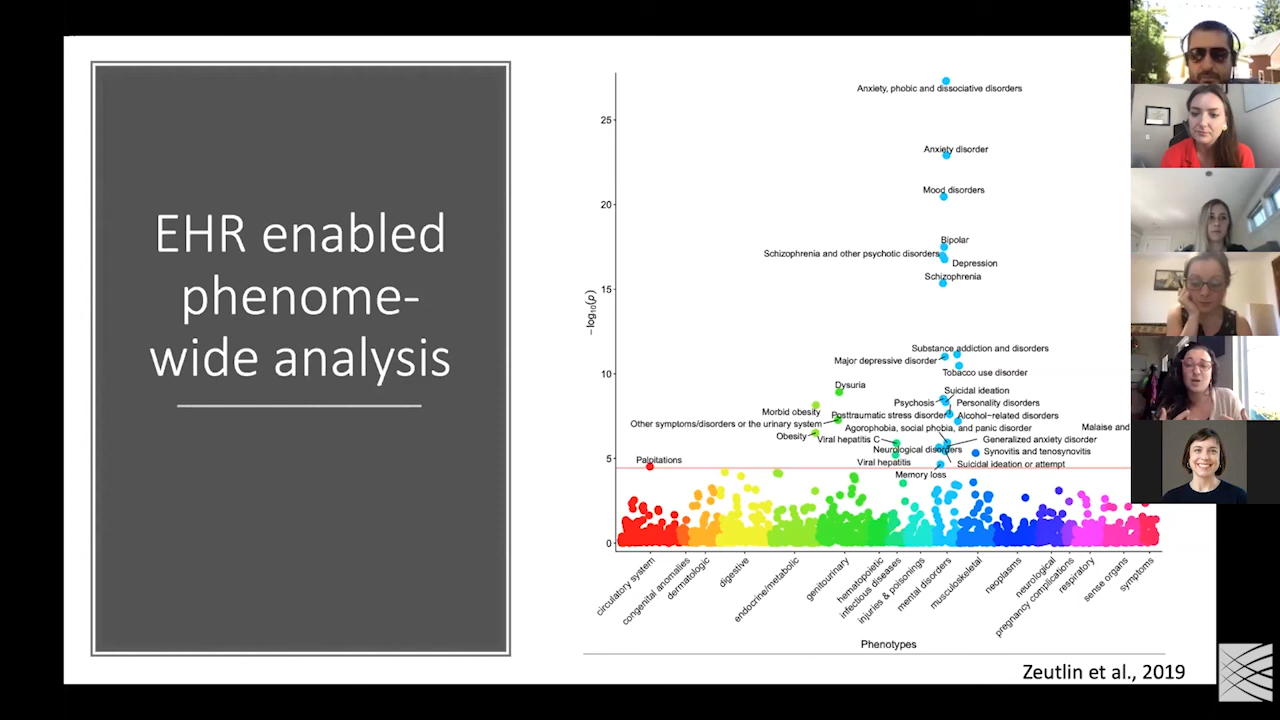 EHR enabled
phenome-
wide analysis
Anxiety, phobic and dissociative disorders
25
Anxiety disorder
20
Mood disorders
Bipolar
Schizophrenia and other psychotic disorders
Depression
Schizophrenia
15
−log10(p)
Substance addiction and disorders
Major depressive disorder
10
Tobacco use disorder
Dysuria
Suicidal ideation
Psychosis
Personality disorders
Morbid obesity
Posttraumatic stress disorder
Alcohol−related disorders
Other symptoms/disorders or the urinary system
Agorophobia, social phobia, and panic disorder
Malaise and
Obesity
Viral hepatitis C
Generalized anxiety disorder
Neurological disorders
Synovitis and tenosynovitis
Palpitations
5
Viral hepatitis
Suicidal ideation or attempt
Memory loss
0
circulatory system
congenital anomalies
dermatologic
digestive
endocrine/metabolic
genitourinary
hematopoietic
infectious diseases
injuries & poisonings
mental disorders
musculoskeletal
neoplasms
neurological
pregnancy complications
respiratory
sense organs
symptoms
Phenotypes
Zeutlin et al., 2019